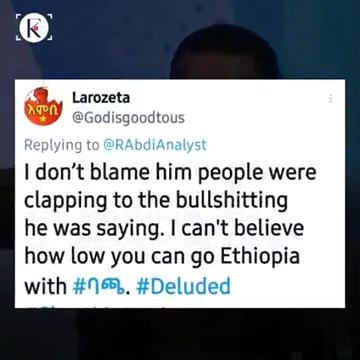 Larozeta
@Godisgoodtous
Replying to @RAbdiAnalyst
I don't blame him people were
clapping to the bullshitting
he was saying. I can't believe
how low you can go Ethiopia
with #ባጫ. #Deluded